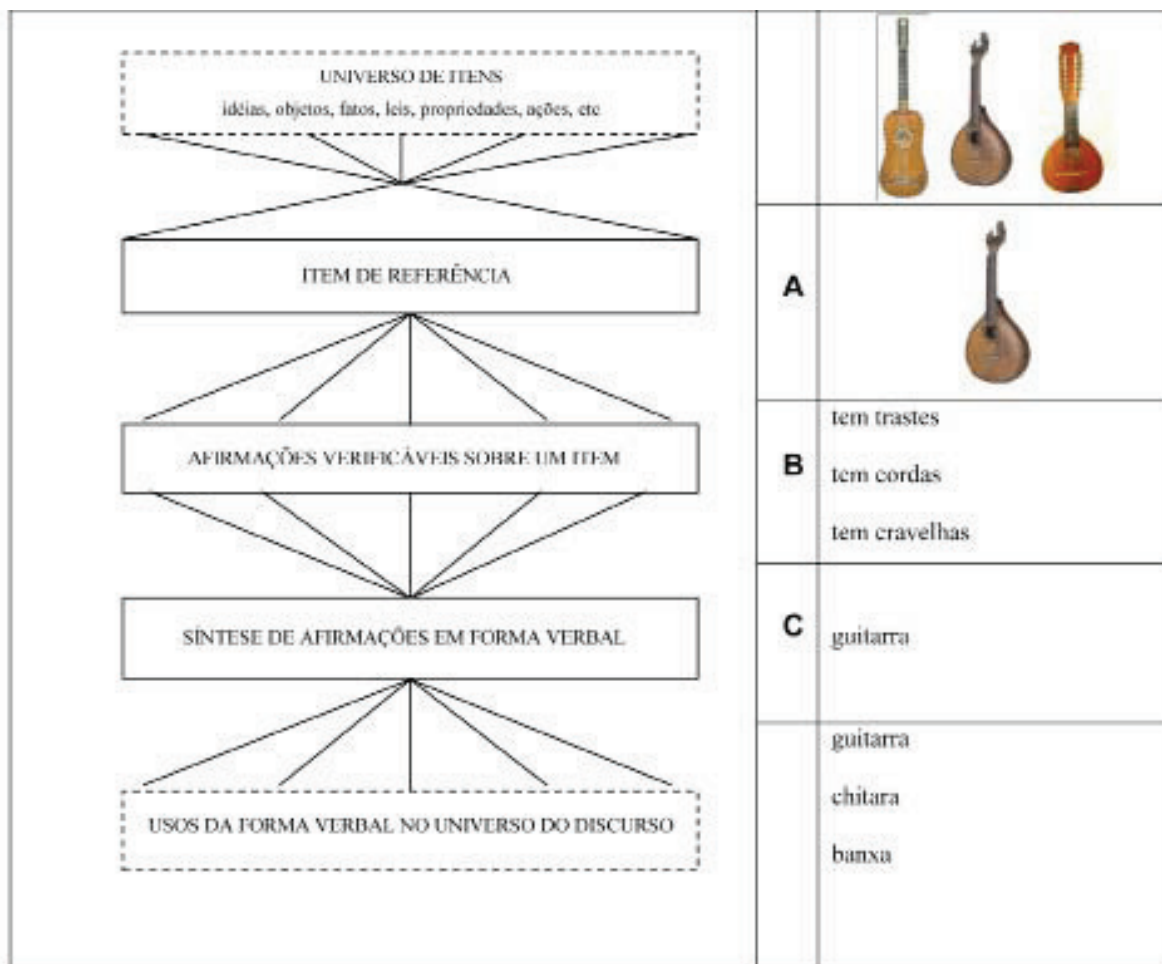 UNIVERSO DE ITENS
idéias, objetos, fatos, leis, propriedades, ações, etc
ITEM DE REFERÊNCIA
A
AFIRMAÇÕES VERIFICÁVEIS SOBRE UM ITEM
B
tem trastes
tem cordas
tem cravelhas
SÍNTESE DE AFIRMAÇÕES EM FORMA VERBAL
C
guitarra
USOS DA FORMA VERBAL NO UNIVERSO DO DISCURSO
guitarra
chitara
banxa